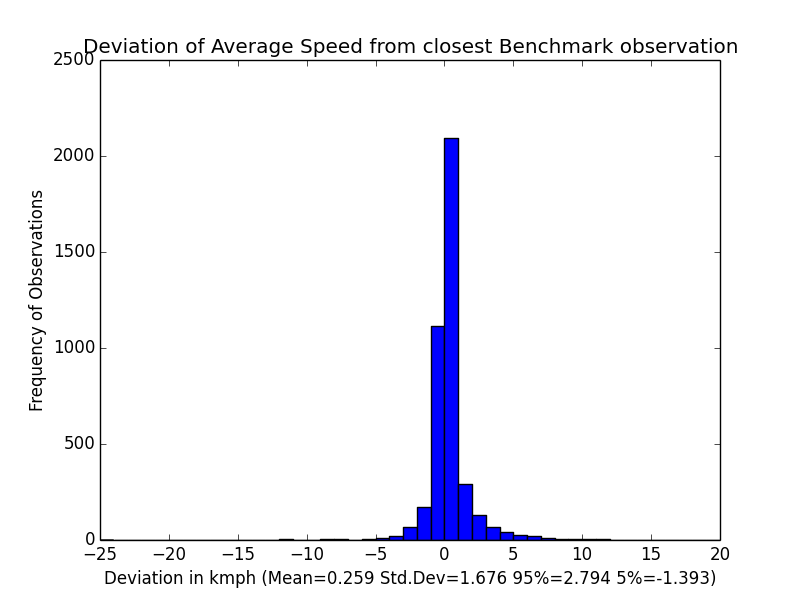 Deviation of Average Speed from closest Benchmark observation
2500
2000
1500
1000
500
0
Frequency of Observations
−25 −20 −15 −10 −5 0 5 10 15 20
Deviation in kmph (Mean=0.259 Std.Dev=1.676 95%=2.794 5%=-1.393)